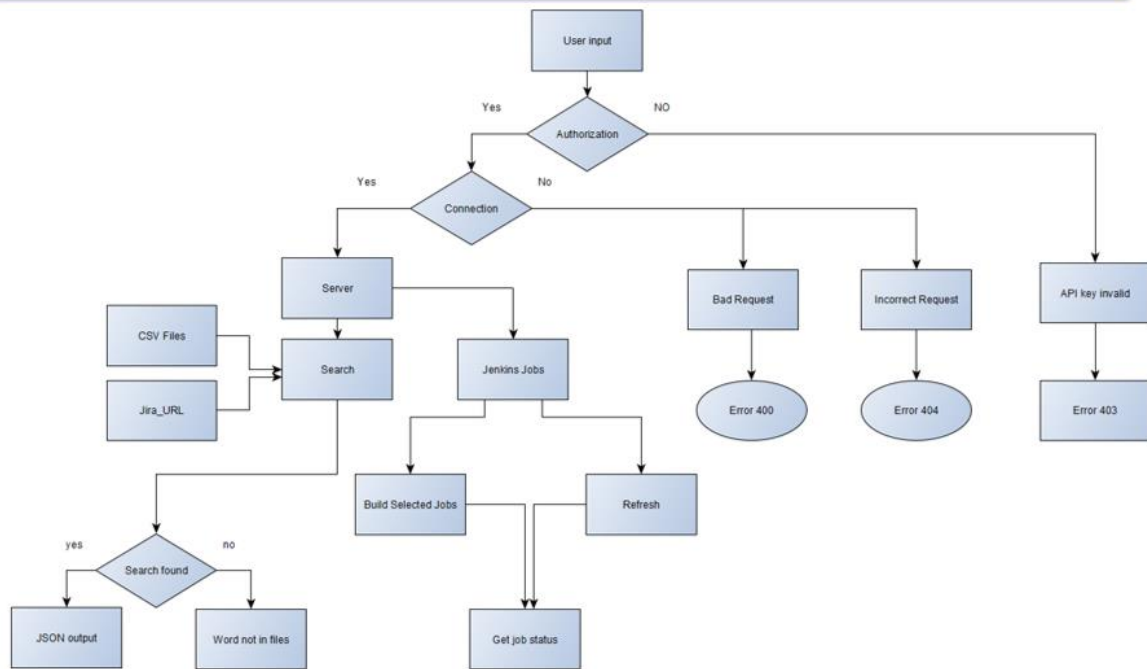 User input
Yes
NO
Authorization
Yes
No
Connection
Server
Bad Request
Incorrect Request
API key invalid
CSV Files
Search
Jenkins Jobs
Jira_URL
Error 400
Error 404
Error 403
Build Selected Jobs
Refresh
yes
no
Search found
JSON output
Word not in files
Get job status